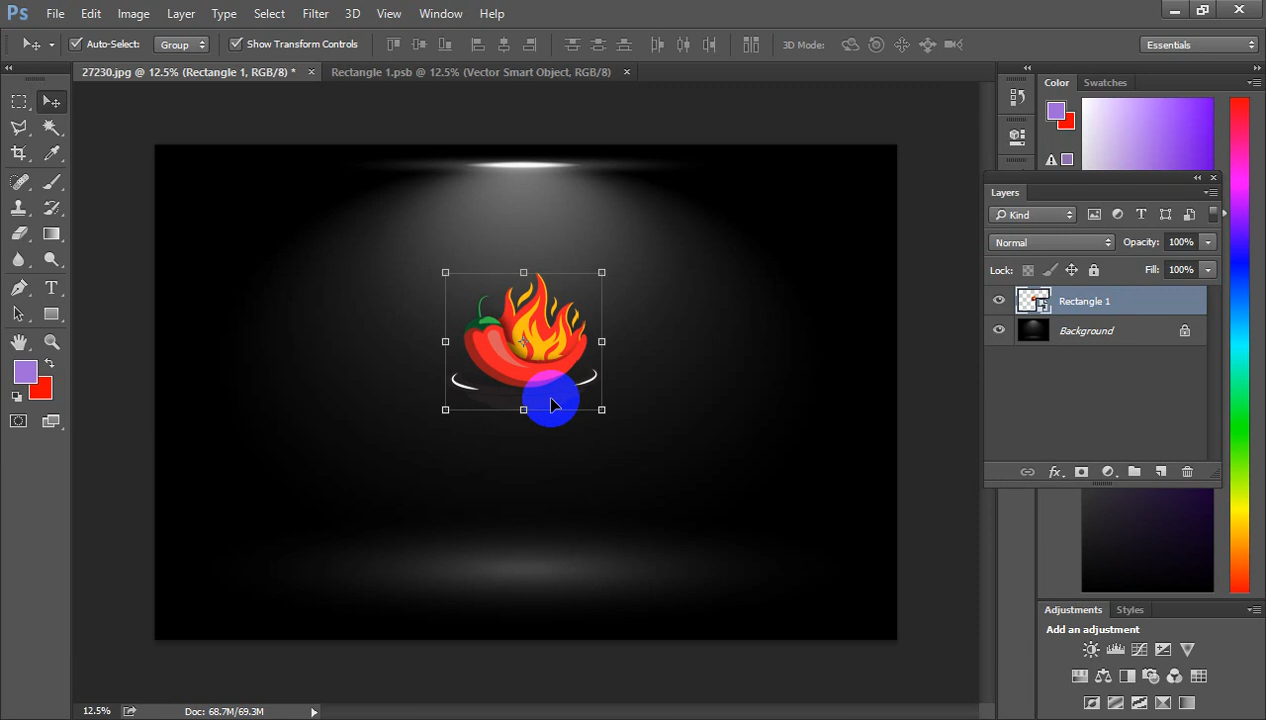 Ps File Edit Image Layer Type Select Filter 3D View Window Help
Auto-Select: Group Show Transform Controls 3D Mode: Essentials
27230.jpg @ 12.5% (Rectangle 1, RGB/8) * × Rectangle 1.psb @ 12.5% (Vector Smart Object, RGB/8) ×
Color Swatches
Layers
Kind
Normal Opacity: 100%
Lock: Fill: 100%
Rectangle 1
Background
fx
Adjustments Styles
Add an adjustment
12.5% Doc: 68.7M/69.3M